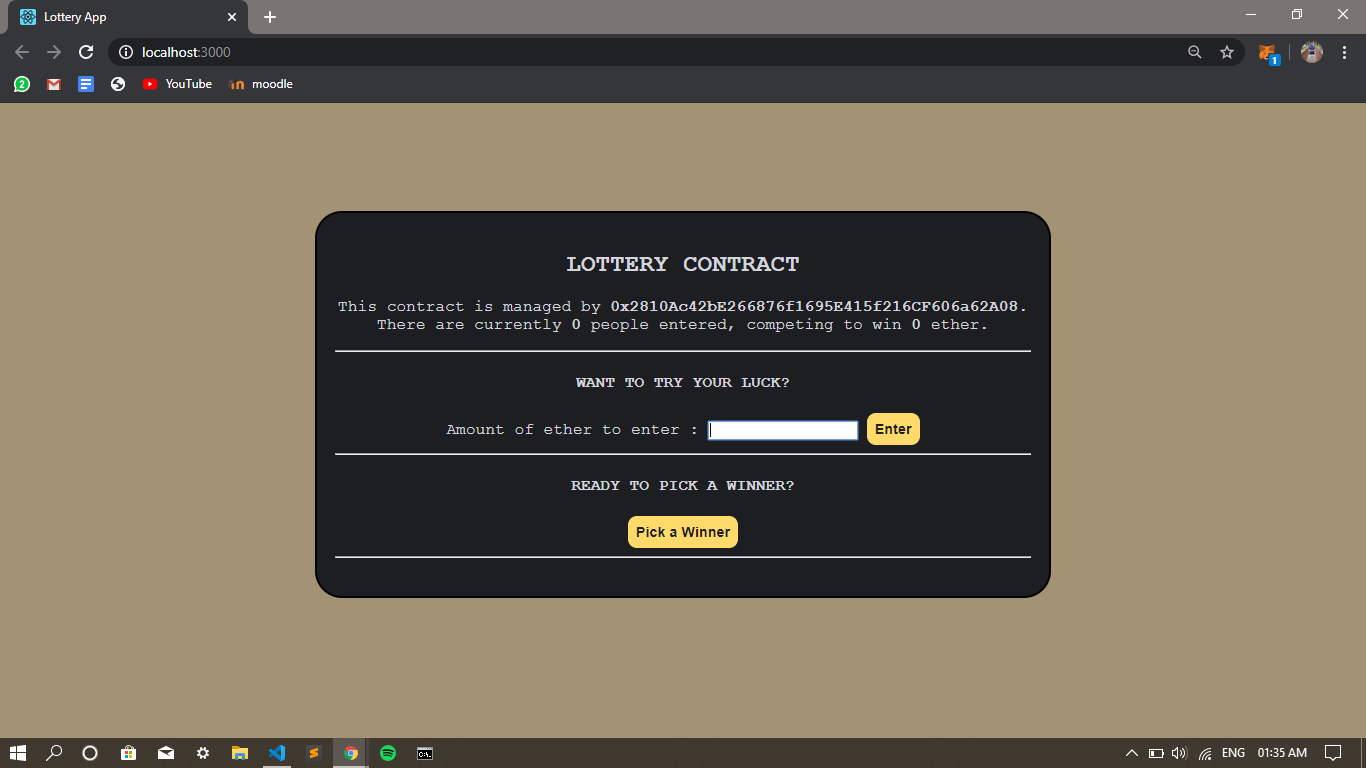 Lottery App
localhost:3000
1
2
YouTube
moodle
LOTTERY CONTRACT
This contract is managed by 0x2810Ac42bE266876f1695E415f216CF606a62A08.
There are currently 0 people entered, competing to win 0 ether.
WANT TO TRY YOUR LUCK?
Amount of ether to enter : Enter
READY TO PICK A WINNER?
Pick a Winner
ENG 01:35 AM